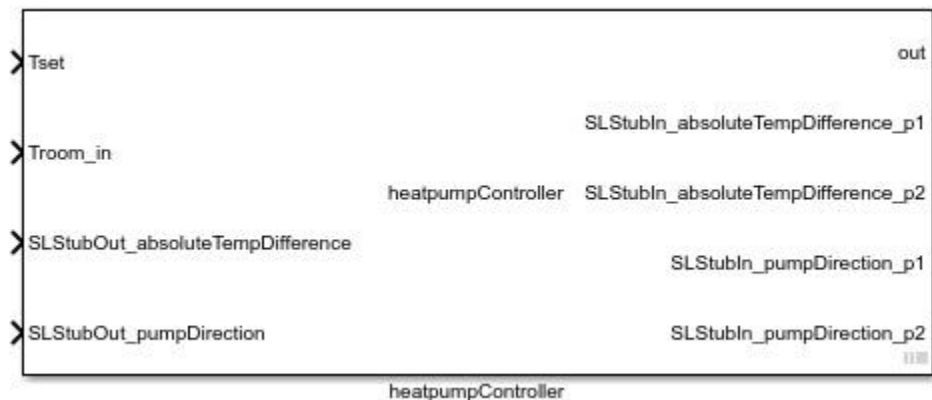 Tset
out
SLStubIn_absoluteTempDifference_p1
Troom_in
heatpumpController
SLStubIn_absoluteTempDifference_p2
SLStubOut_absoluteTempDifference
SLStubIn_pumpDirection_p1
SLStubOut_pumpDirection
SLStubIn_pumpDirection_p2
heatpumpController